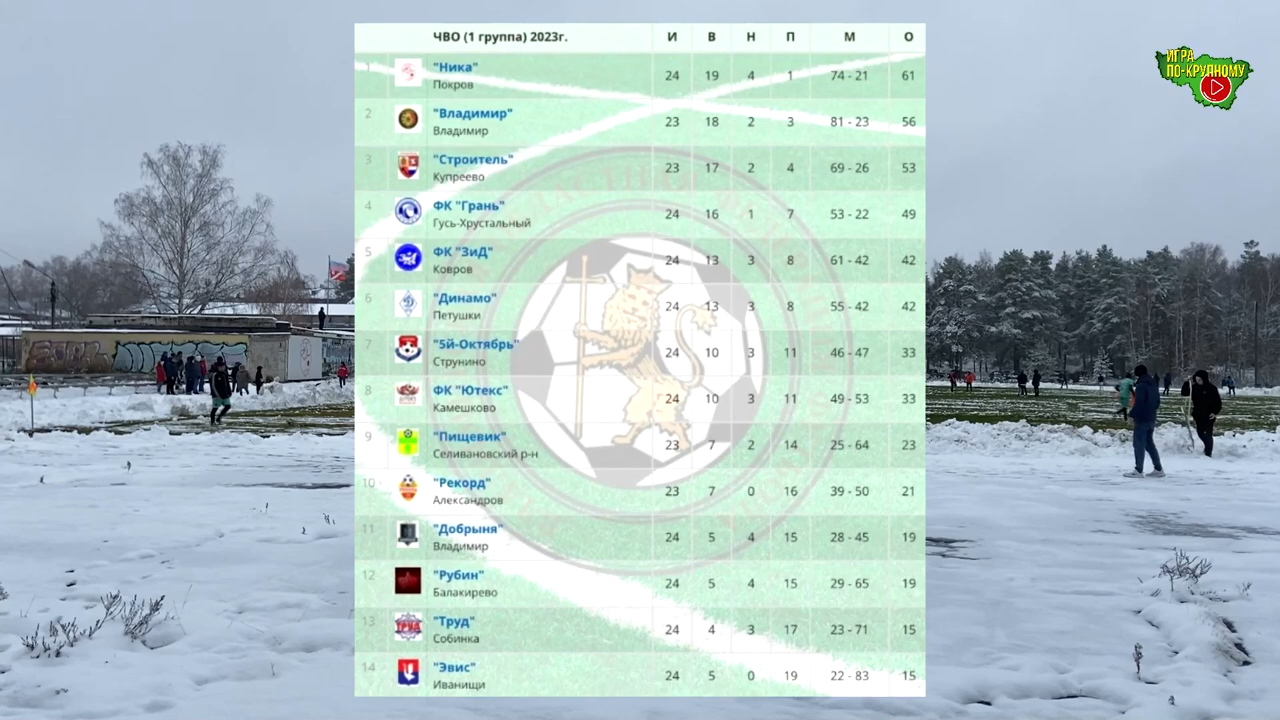 ИГРА
ПО-КРУПНОМУ
ЧВО (1 группа) 2023г. И В Н П М О
1 "Ника" 24 19 4 1 74 - 21 61
Покров
2 "Владимир" 23 18 2 3 81 - 23 56
Владимир
3 "Строитель" 23 17 2 4 69 - 26 53
Купреево
4 ФК "Грань" 24 16 1 7 53 - 22 49
Гусь-Хрустальный
5 ФК "ЗиД" 24 13 3 8 61 - 42 42
Ковров
6 "Динамо" 24 13 3 8 55 - 42 42
Петушки
7 "5й-Октябрь" 24 10 3 11 46 - 47 33
Струнино
8 ФК "Ютекс" 24 10 3 11 49 - 53 33
Камешково
9 "Пищевик" 23 7 2 14 25 - 64 23
Селивановский р-н
10 "Рекорд" 23 7 0 16 39 - 50 21
Александров
11 "Добрыня" 24 5 4 15 28 - 45 19
Владимир
12 "Рубин" 24 5 4 15 29 - 65 19
Балакирево
13 ТРУД "Труд" 24 4 3 17 23 - 71 15
Собинка
14 "Эвис" 24 5 0 19 22 - 83 15
Иванищи